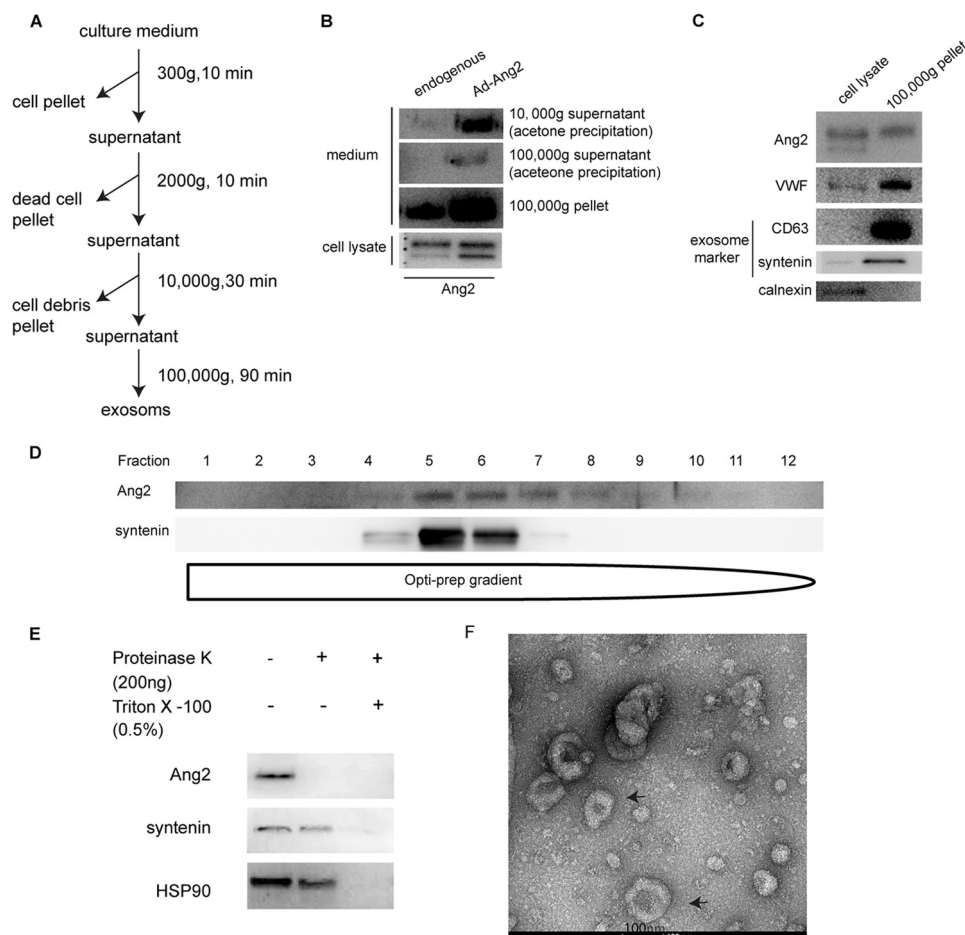 A
culture medium
300g,10 min
cell pellet
supernatant
2000g, 10 min
dead cell
pellet
supernatant
10,000g,30 min
cell debris
pellet
supernatant
100,000g, 90 min
exosoms
B
endogenous
Ad-Ang2
10, 000g supernatant
(acetone precipitation)
medium
100,000g supernatant
(aceteone precipitation)
100,000g pellet
cell lysate
Ang2
C
cell lysate
100,000g pellet
Ang2
VWF
CD63
exosome
marker
syntenin
calnexin
D
Fraction 1 2 3 4 5 6 7 8 9 10 11 12
Ang2
syntenin
Opti-prep gradient
E
Proteinase K - + +
(200ng)
Triton X -100 - - +
(0.5%)
Ang2
syntenin
HSP90
F
100nm